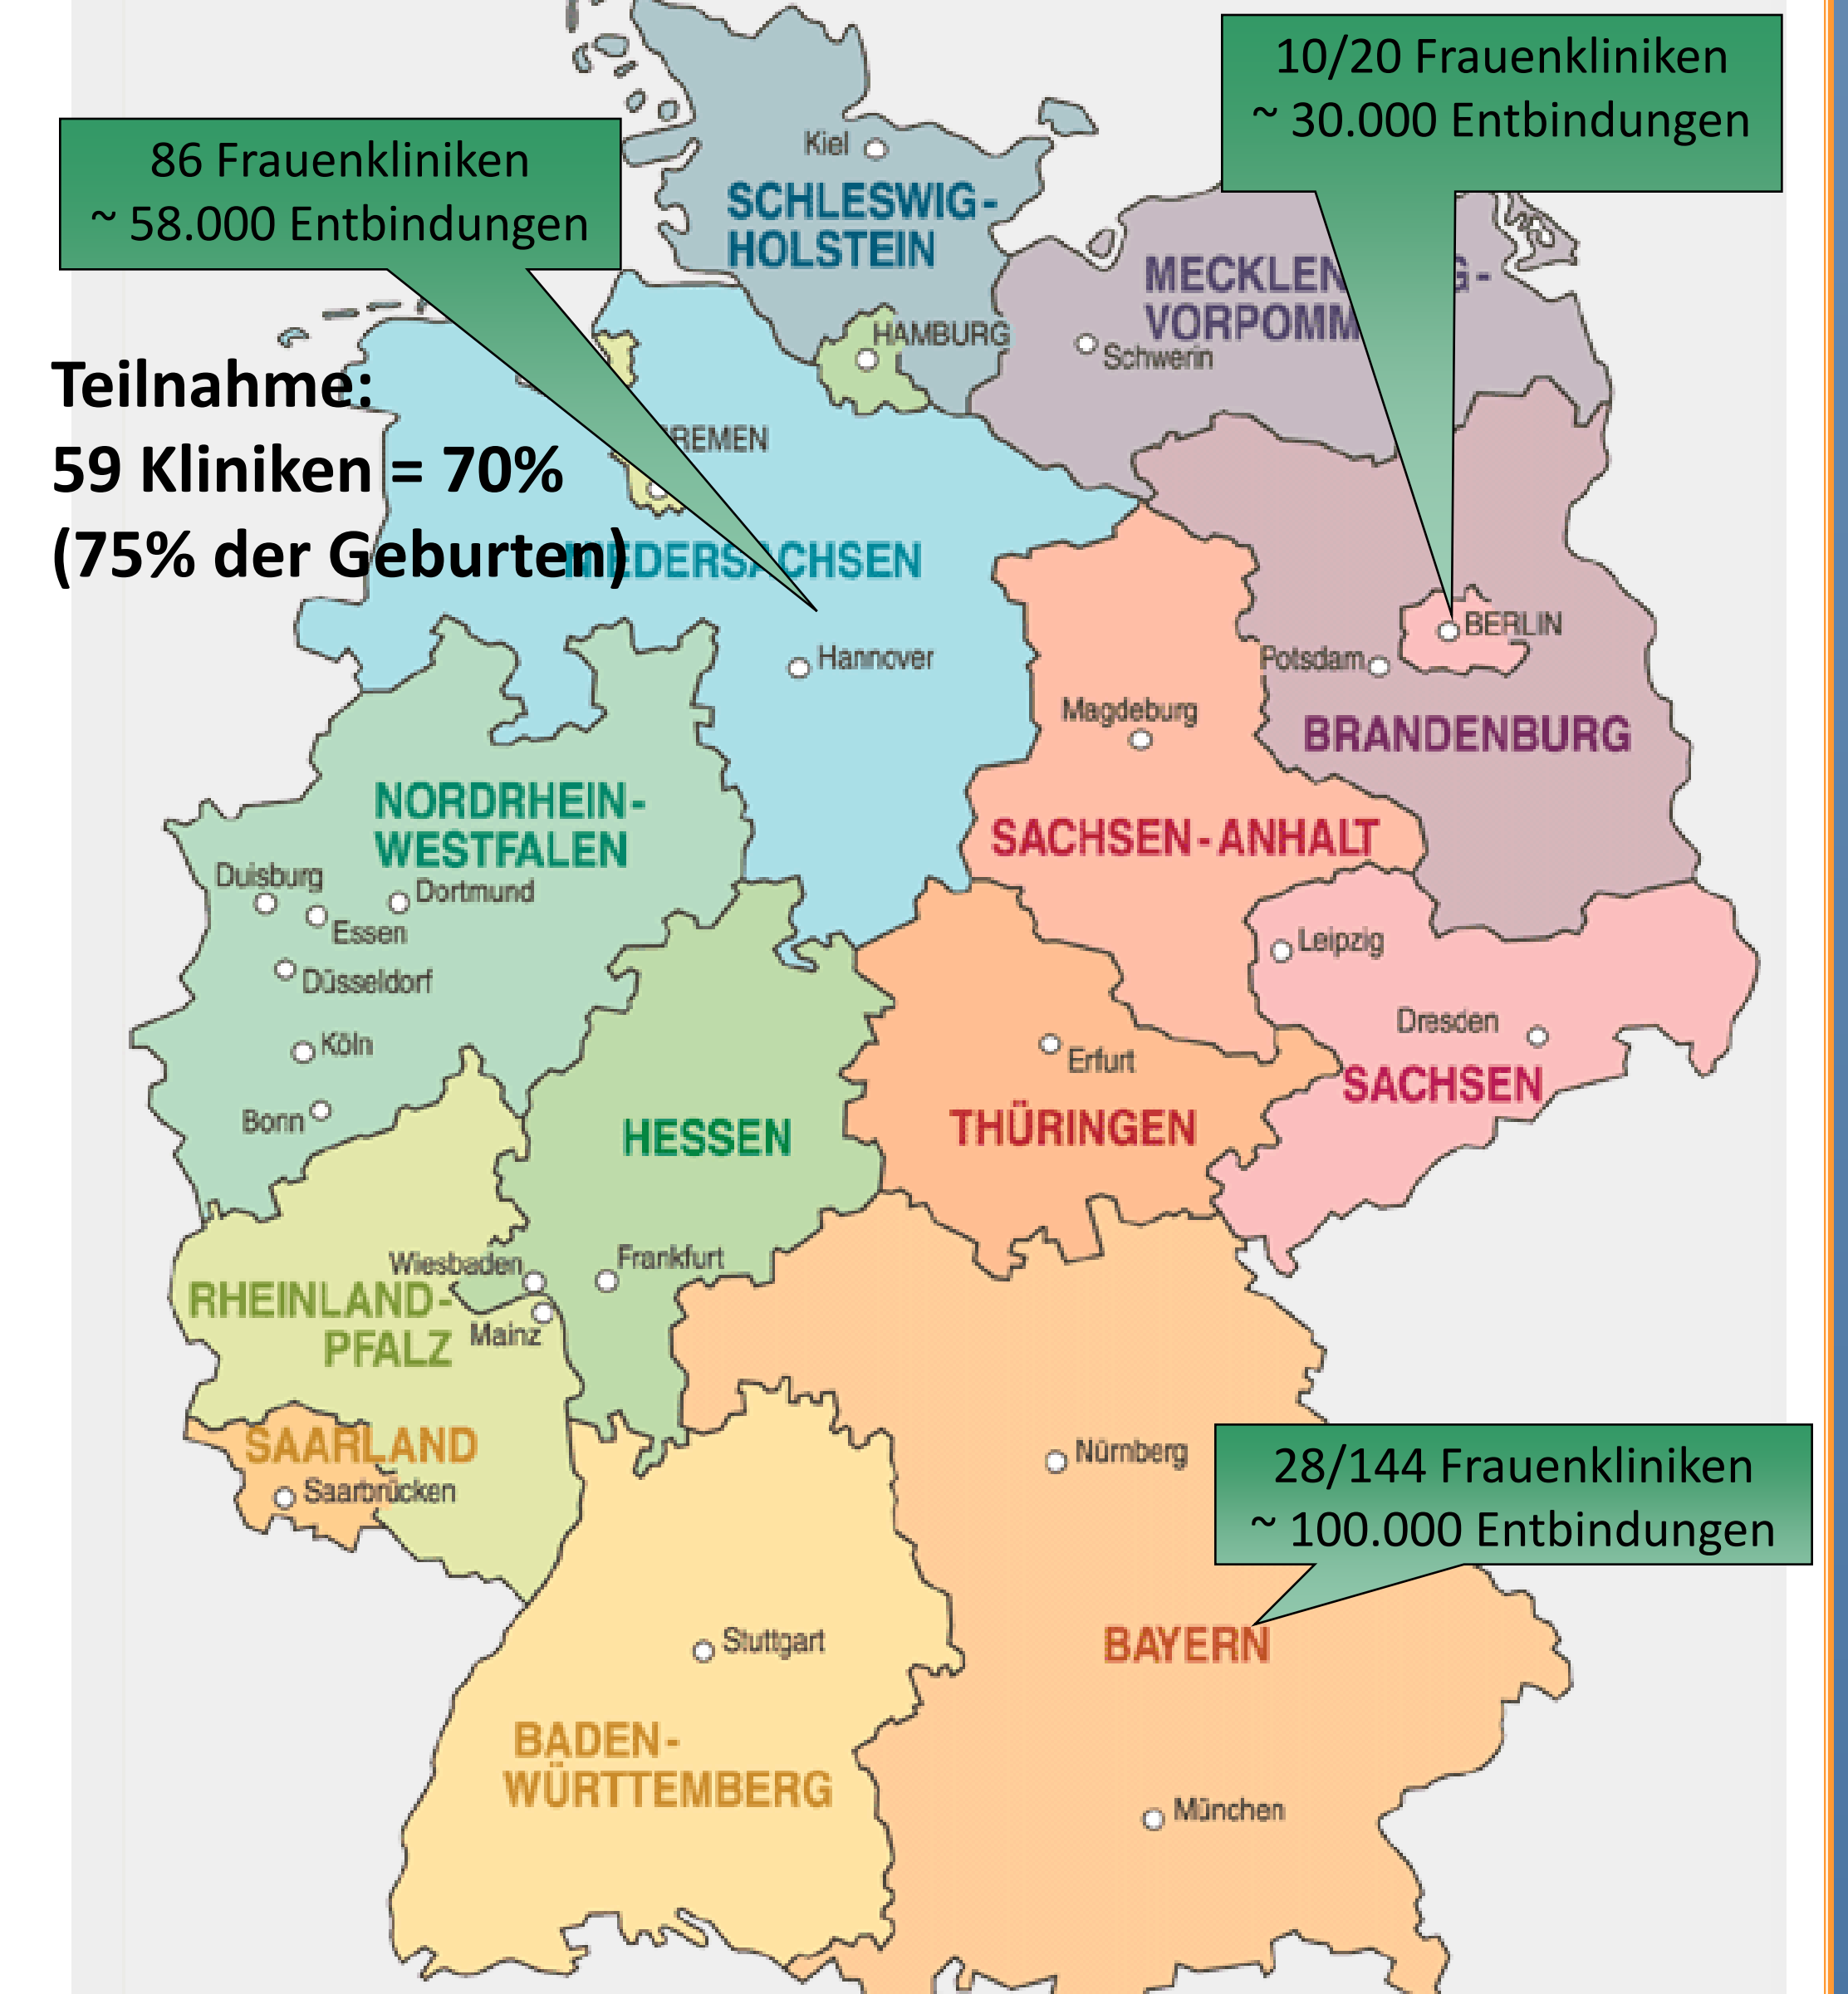 10/20 Frauenkliniken
~ 30.000 Entbindungen
86 Frauenkliniken
~ 58.000 Entbindungen
Teilnahme:
59 Kliniken = 70%
(75% der Geburten)
Kiel
SCHLESWIG-
HOLSTEIN
HAMBURG
Schwerin
NIEDERSACHSEN
Hannover
BERLIN
Potsdam
BRANDENBURG
Magdeburg
SACHSEN-ANHALT
NORDRHEIN-
WESTFALEN
Duisburg
Dortmund
Essen
Düsseldorf
Köln
Bonn
Leipzig
Dresden
SACHSEN
Erfurt
THÜRINGEN
HESSEN
Wiesbaden
Frankfurt
RHEINLAND-
PFALZ
Mainz
SAARLAND
Saarbrücken
Nürnberg
28/144 Frauenkliniken
~ 100.000 Entbindungen
BAYERN
Stuttgart
BADEN-
WÜRTTEMBERG
München